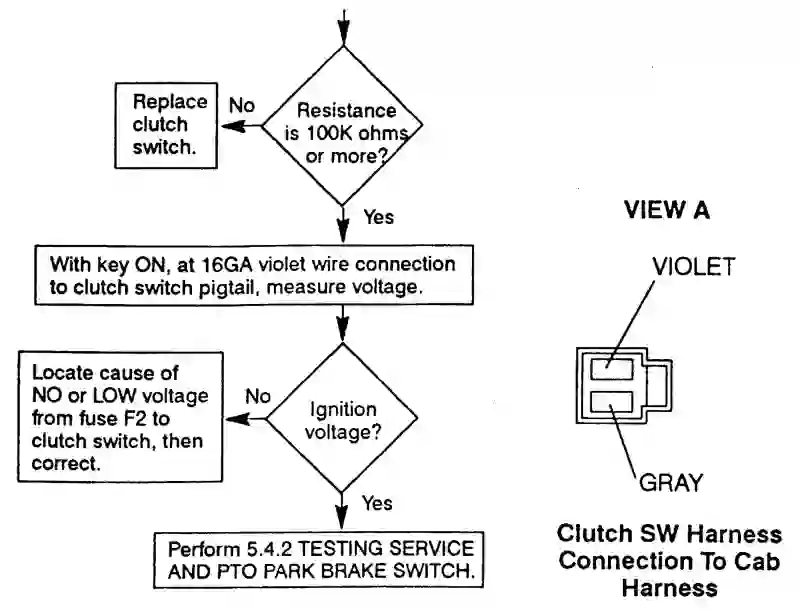 Replace
clutch
switch.
No
Resistance
is 100K ohms
or more?
Yes
With key ON, at 16GA violet wire connection
to clutch switch pigtail, measure voltage.
Locate cause of
NO or LOW voltage
from fuse F2 to
clutch switch, then
correct.
No
Ignition
voltage?
Yes
Perform 5.4.2 TESTING SERVICE
AND PTO PARK BRAKE SWITCH.
VIEW A
VIOLET
GRAY
Clutch SW Harness
Connection To Cab
Harness